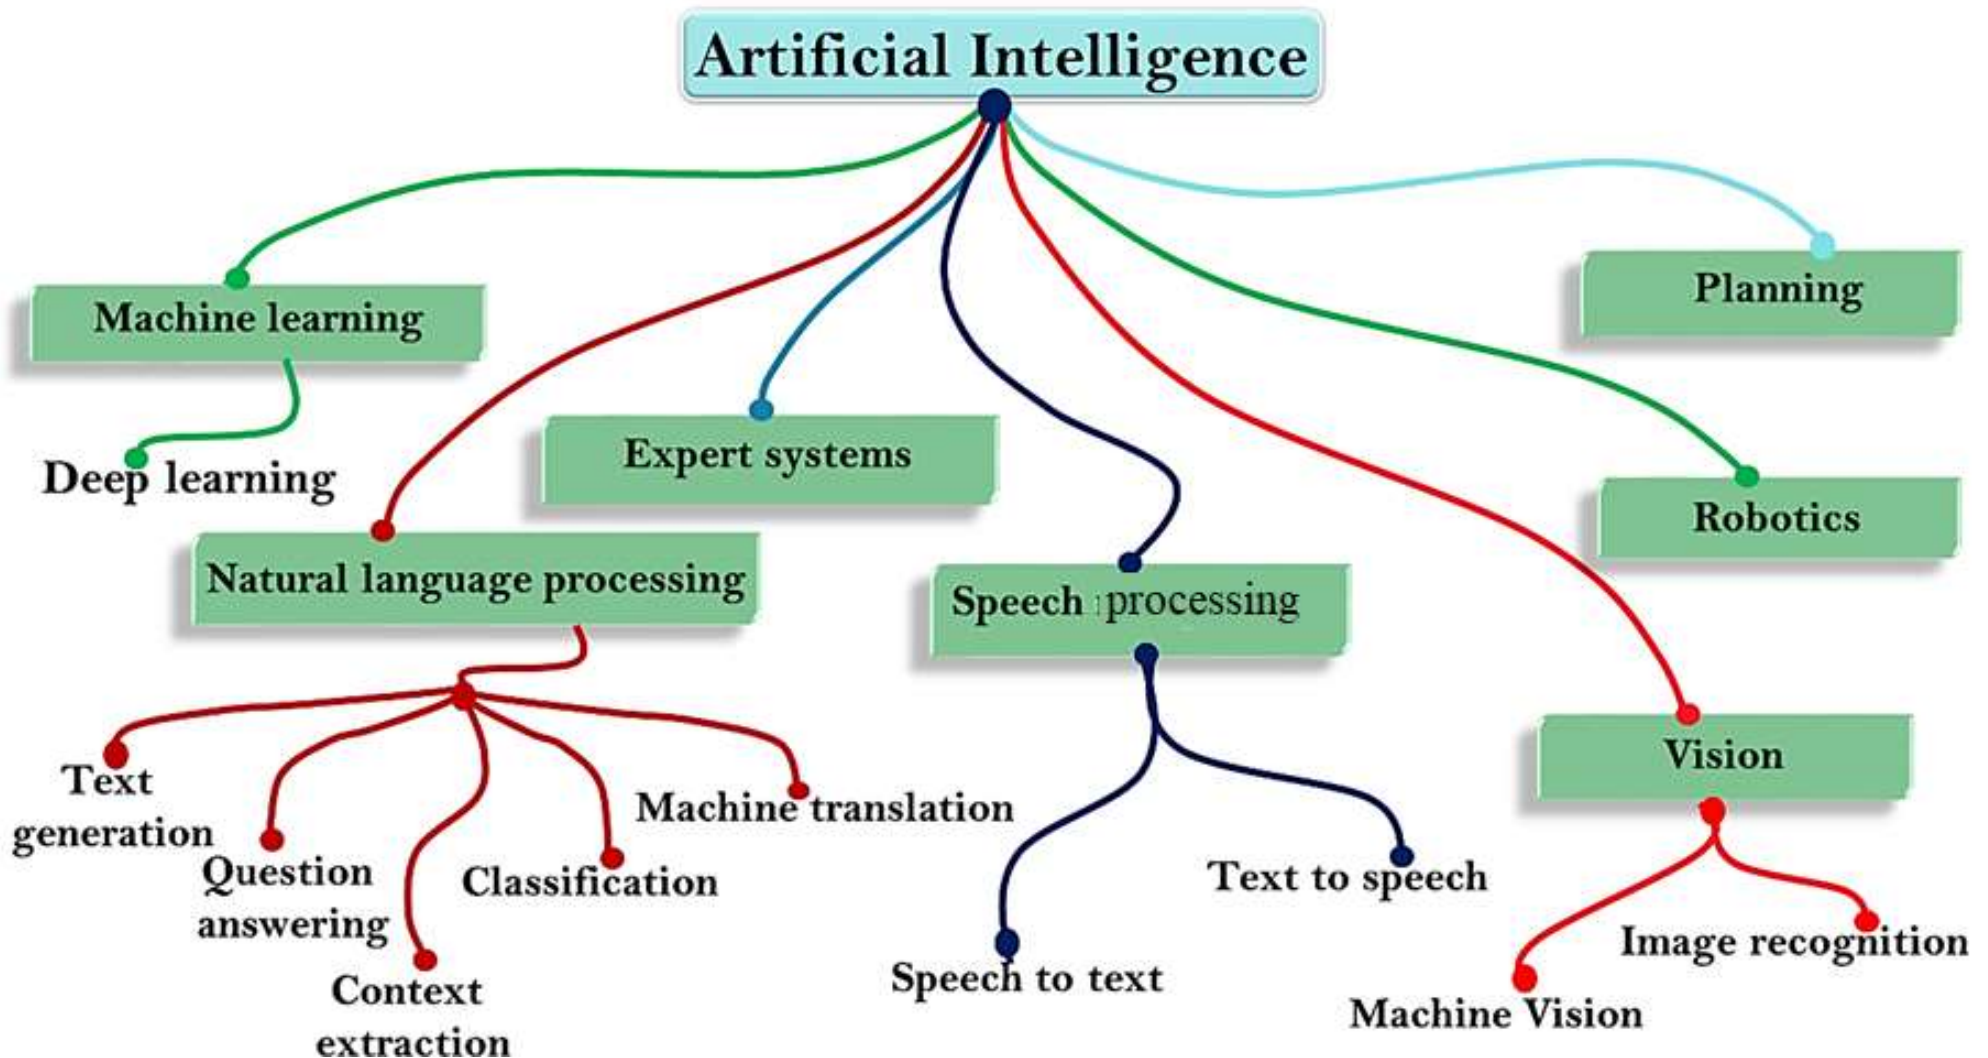 Artificial Intelligence
Machine learning
Planning
Deep learning
Expert systems
Robotics
Natural language processing
Speech processing
Vision
Text
generation
Question
answering
Context
extraction
Classification
Machine translation
Speech to text
Text to speech
Machine Vision
Image recognition